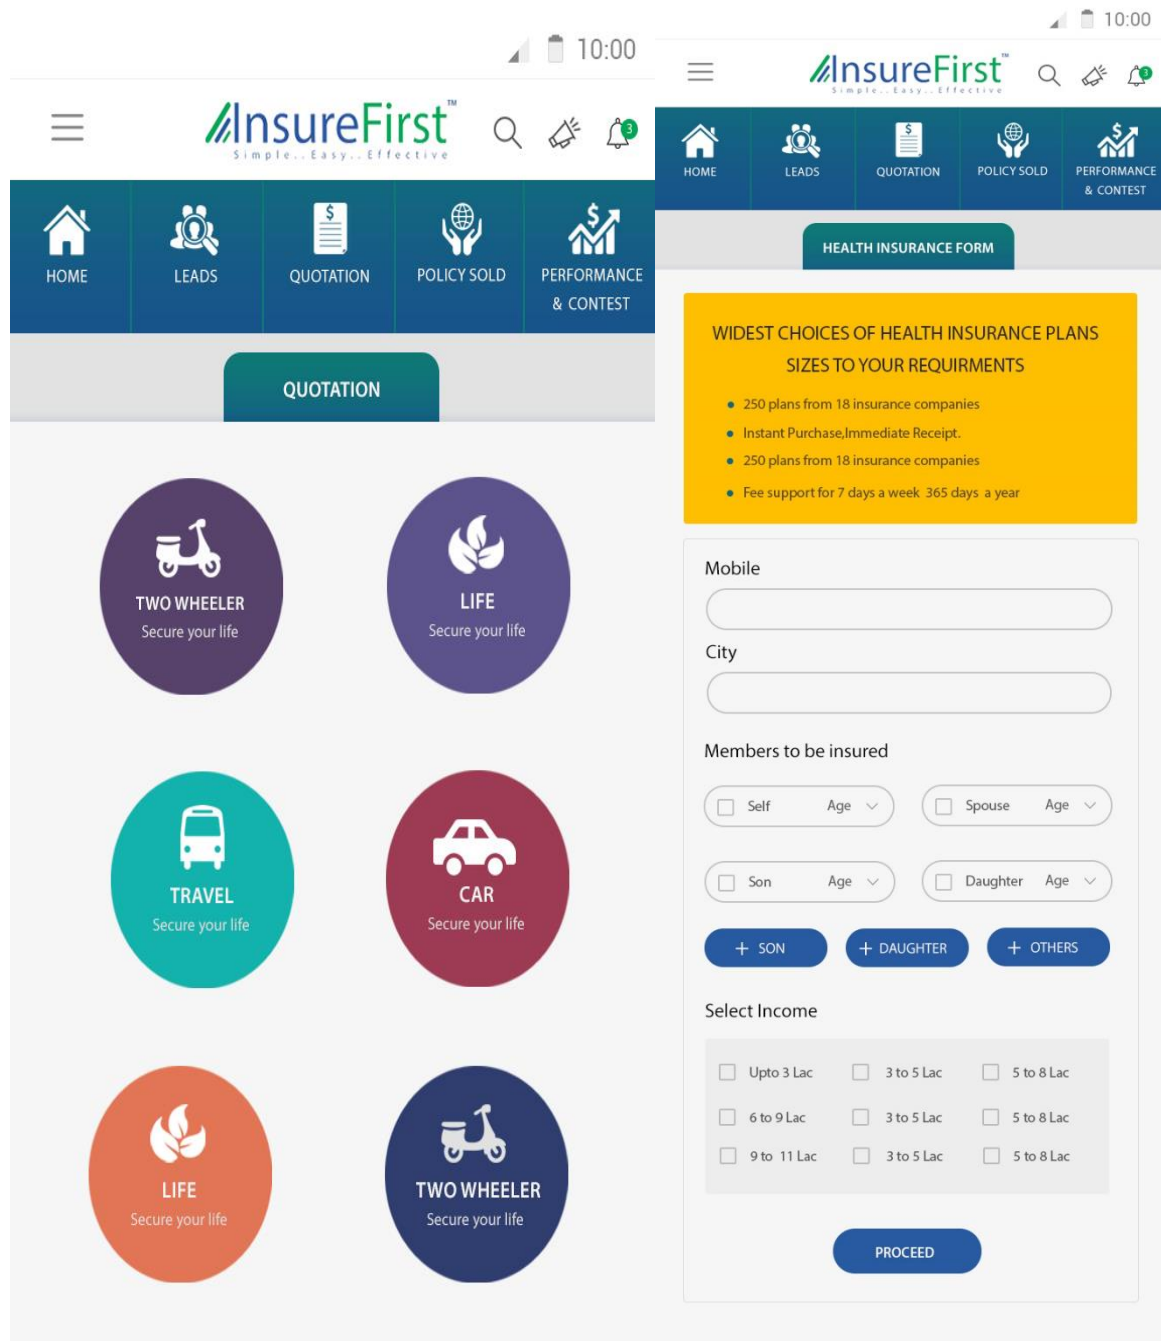 10:00
InsureFirst™
Simple..Easy..Effective
3
HOME
LEADS
QUOTATION
POLICY SOLD
PERFORMANCE
& CONTEST
QUOTATION
TWO WHEELER
Secure your life
LIFE
Secure your life
TRAVEL
Secure your life
CAR
Secure your life
LIFE
Secure your life
TWO WHEELER
Secure your life
10:00
InsureFirst™
Simple..Easy..Effective
3
HOME
LEADS
QUOTATION
POLICY SOLD
PERFORMANCE
& CONTEST
HEALTH INSURANCE FORM
WIDEST CHOICES OF HEALTH INSURANCE PLANS
SIZES TO YOUR REQUIRMENTS
250 plans from 18 insurance companies
Instant Purchase,Immediate Receipt.
250 plans from 18 insurance companies
Fee support for 7 days a week 365 days a year
Mobile
City
Members to be insured
Self Age
Spouse Age
Son Age
Daughter Age
+ SON
+ DAUGHTER
+ OTHERS
Select Income
Upto 3 Lac 3 to 5 Lac 5 to 8 Lac
6 to 9 Lac 3 to 5 Lac 5 to 8 Lac
9 to 11 Lac 3 to 5 Lac 5 to 8 Lac
PROCEED